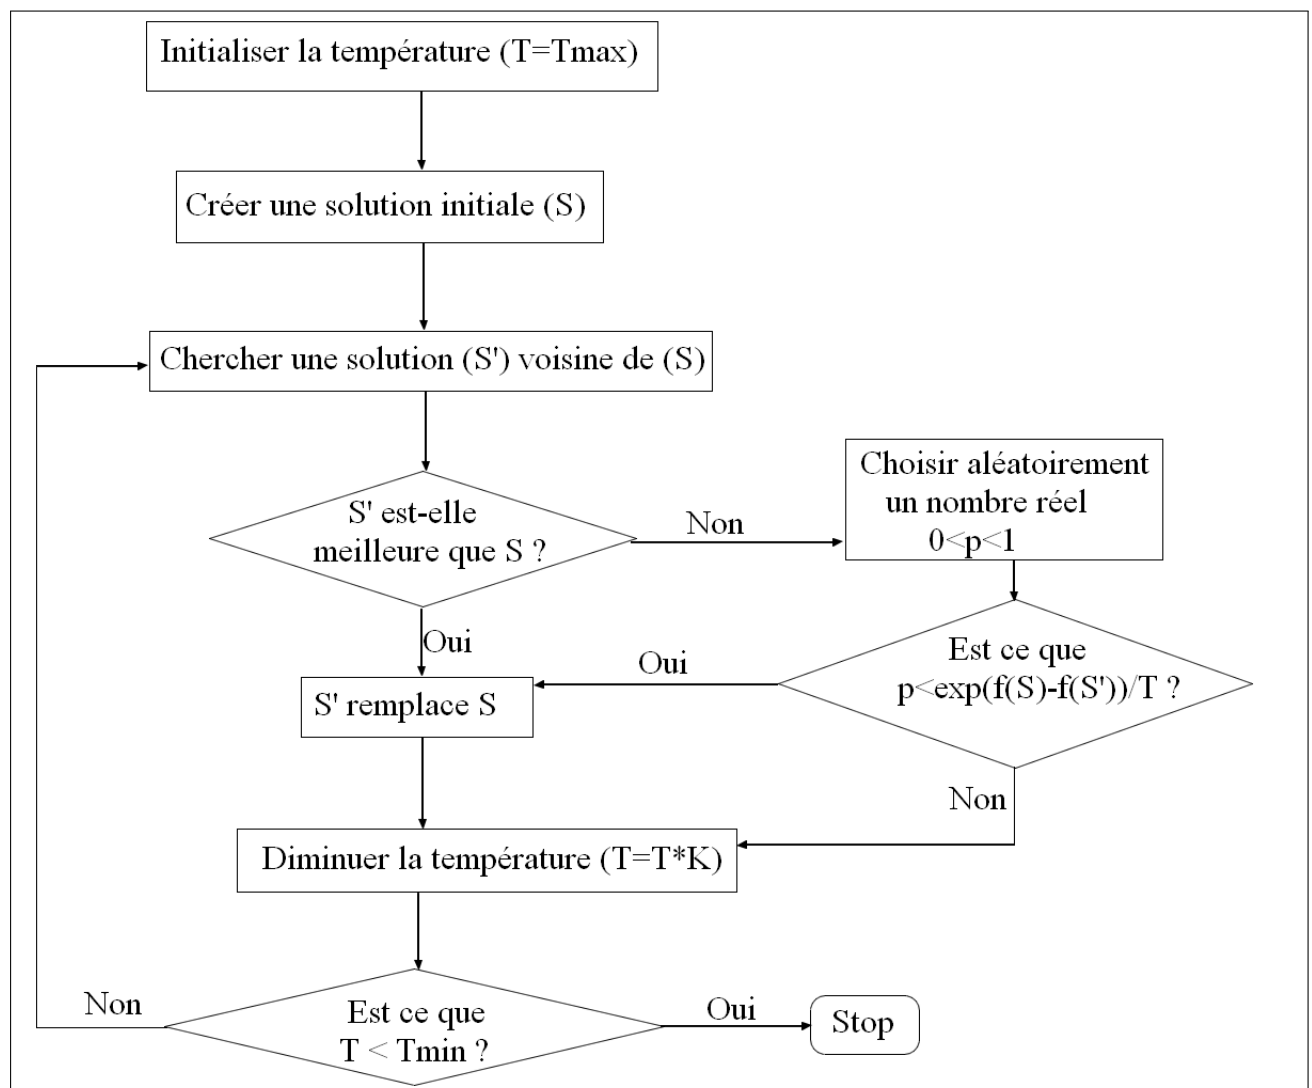 Initialiser la température (T=Tmax)
Créer une solution initiale (S)
Chercher une solution (S') voisine de (S)
S' est-elle
meilleure que S ?
Non
Choisir aléatoirement
un nombre réel
0<p<1
Oui
S' remplace S
Oui
Est ce que
p<exp(f(S)-f(S'))/T ?
Non
Diminuer la température (T=T*K)
Non
Est ce que
T < Tmin ?
Oui
Stop